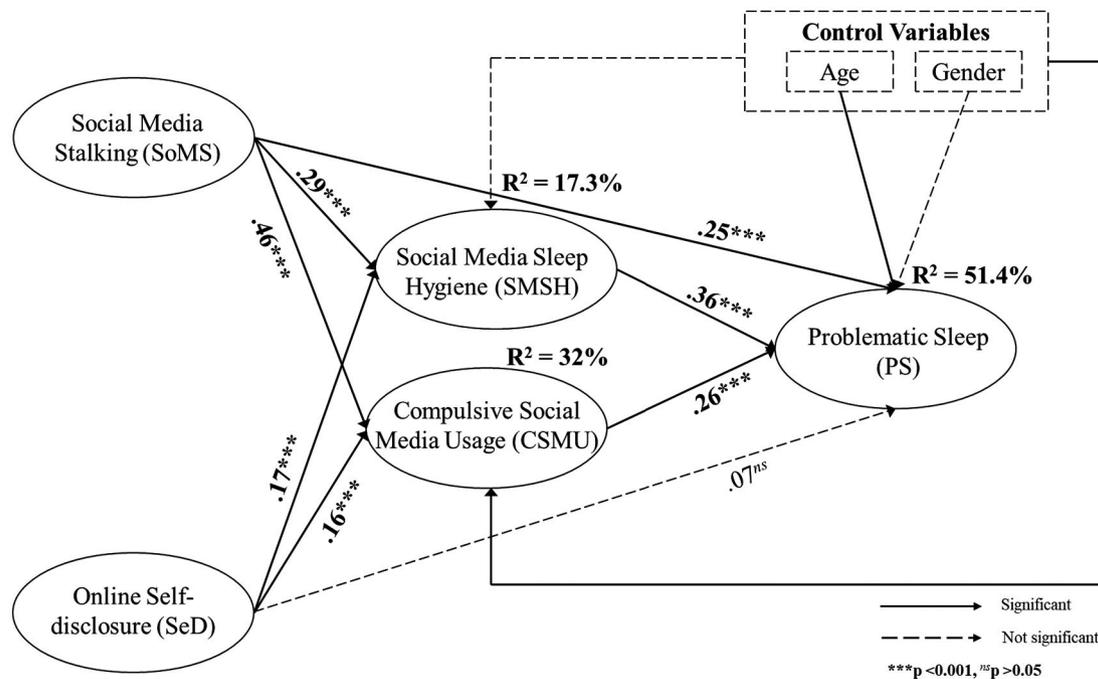 Control Variables
Age
Gender
Social Media
Stalking (SoMS)
R² = 17.3%
.29***
.46***
.25***
Social Media Sleep
Hygiene (SMSH)
R² = 51.4%
.36***
Problematic Sleep
(PS)
R² = 32%
.26***
Compulsive Social
Media Usage (CSMU)
.17***
.16***
.07ⁿˢ
Online Self-
disclosure (SeD)
Significant
Not significant
***p <0.001, ⁿˢp >0.05